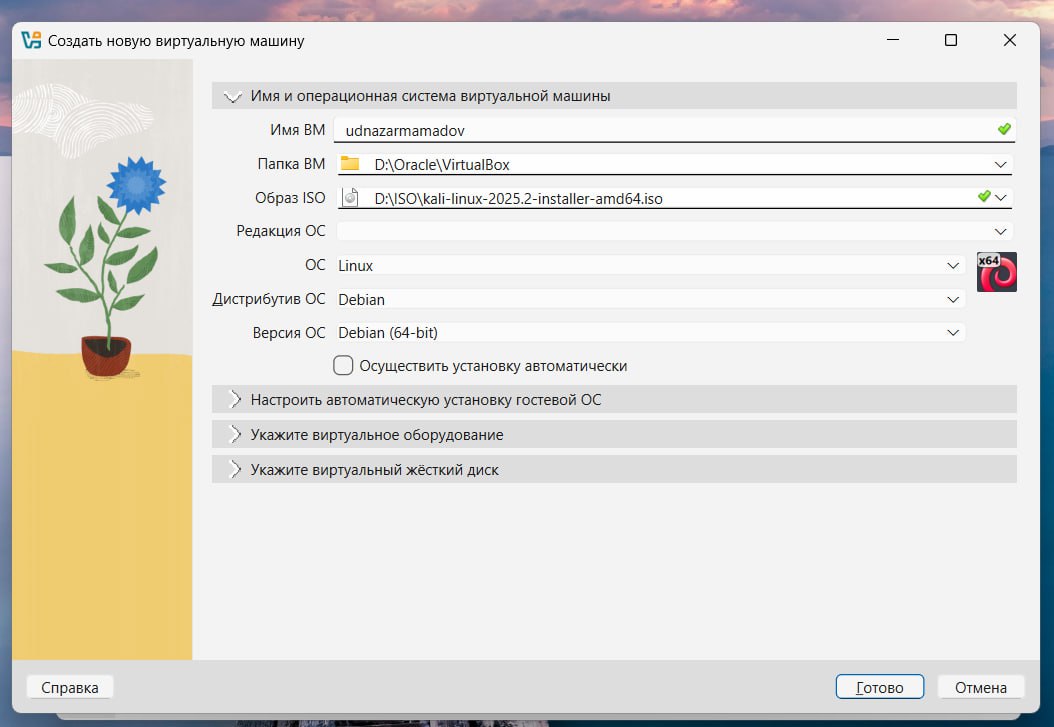 Создать новую виртуальную машину
Имя и операционная система виртуальной машины
Имя ВМ udnazarmamadov
Папка ВМ D:\Oracle\VirtualBox
Образ ISO D:\ISO\kali-linux-2025.2-installer-amd64.iso
Редакция ОС
ОС Linux x64
Дистрибутив ОС Debian
Версия ОС Debian (64-bit)
Осуществить установку автоматически
Настроить автоматическую установку гостевой ОС
Укажите виртуальное оборудование
Укажите виртуальный жёсткий диск
Справка Готово Отмена